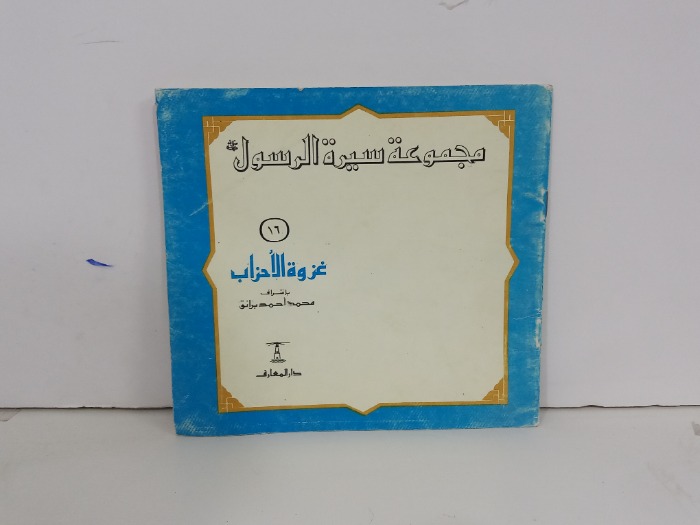 مجموعة سيرة الرسول ﷺ
١٦
غزوة الأحزاب
بإشراف
محمد أحمد برانق
دار المعارف